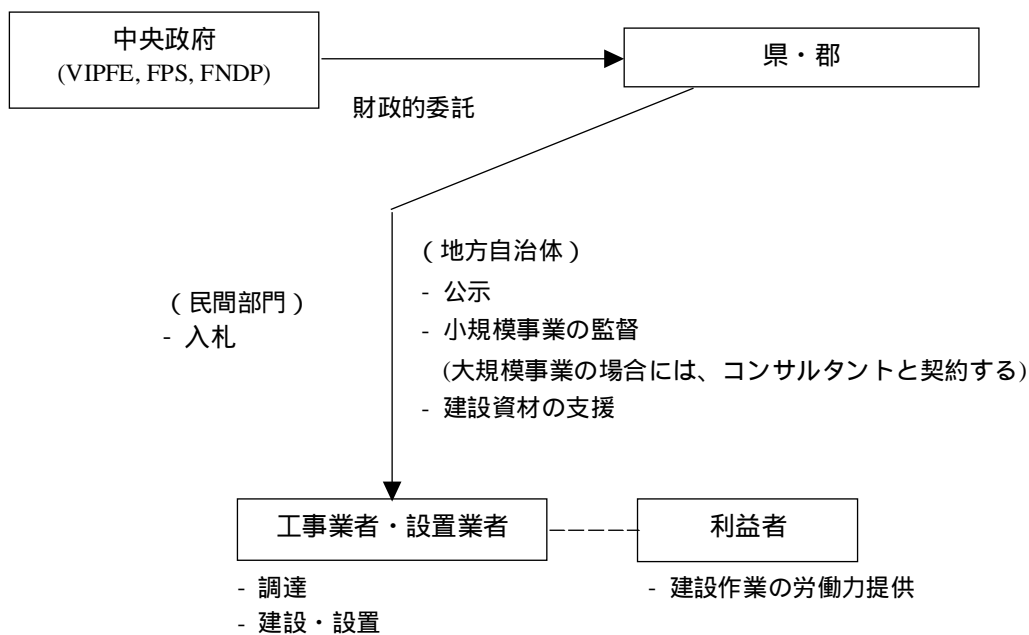 中央政府
(VIPFE, FPS, FNDP)
県・郡
財政的委託
（地方自治体）
- 公示
- 小規模事業の監督
(大規模事業の場合には、コンサルタントと契約する)
- 建設資材の支援
（民間部門）
- 入札
工事業者・設置業者
利益者
- 調達
- 建設・設置
- 建設作業の労働力提供